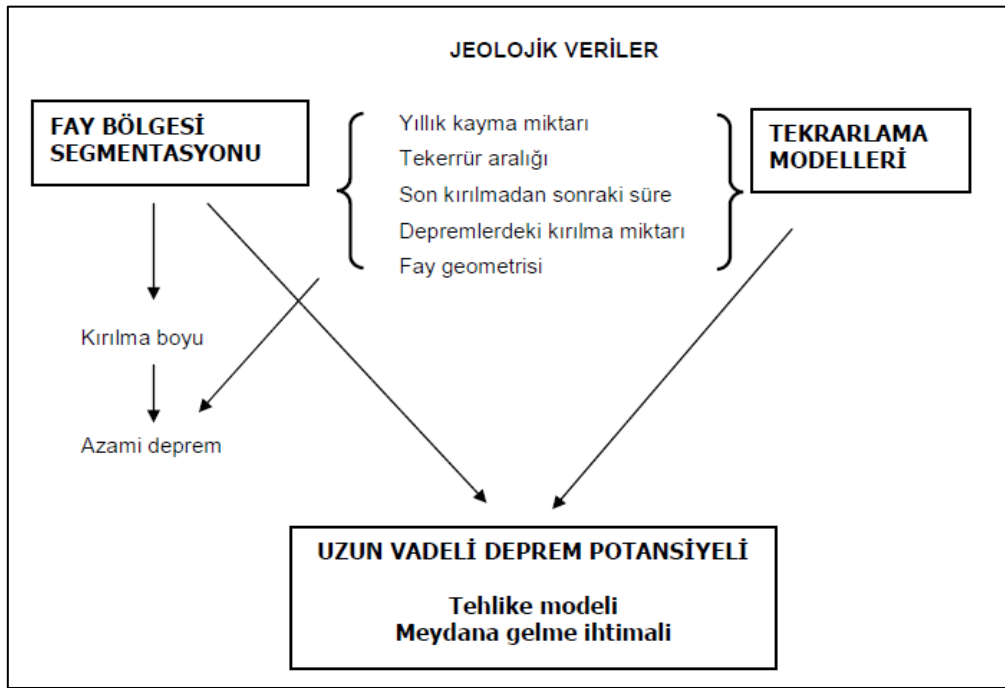 JEOLOJİK VERİLER
FAY BÖLGESİ
SEGMENTASYONU
Yıllık kayma miktarı
Tekerrür aralığı
Son kırılmadan sonraki süre
Depremlerdeki kırılma miktarı
Fay geometrisi
TEKRARLAMA
MODELLERİ
Kırılma boyu
Azami deprem
UZUN VADELİ DEPREM POTANSİYELİ
Tehlike modeli
Meydana gelme ihtimali